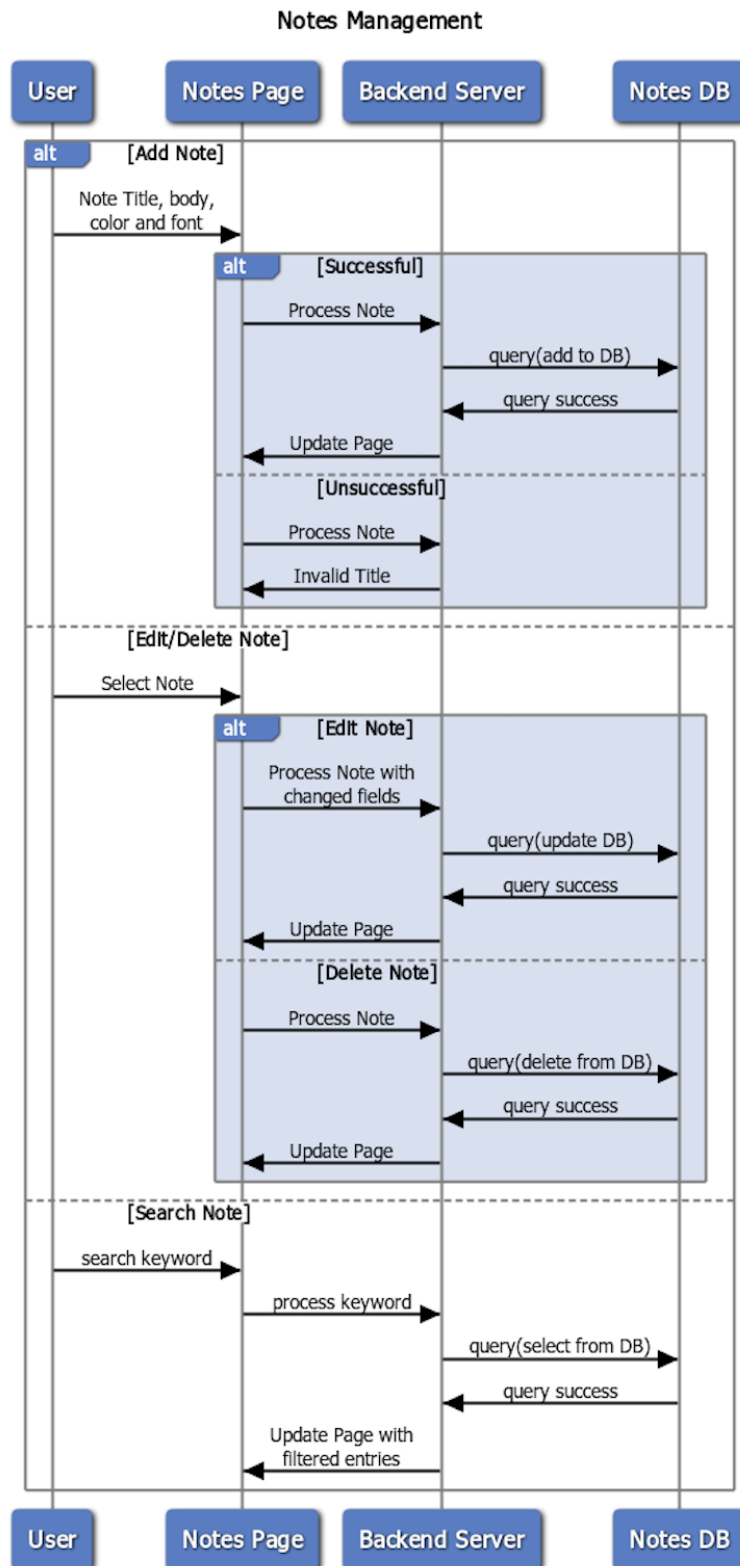 Notes Management
User
Notes Page
Backend Server
Notes DB
alt
[Add Note]
Note Title, body,
color and font
alt
[Successful]
Process Note
query(add to DB)
query success
Update Page
[Unsuccessful]
Process Note
Invalid Title
[Edit/Delete Note]
Select Note
alt
[Edit Note]
Process Note with
changed fields
query(update DB)
query success
Update Page
[Delete Note]
Process Note
query(delete from DB)
query success
Update Page
[Search Note]
search keyword
process keyword
query(select from DB)
query success
Update Page with
filtered entries
User
Notes Page
Backend Server
Notes DB